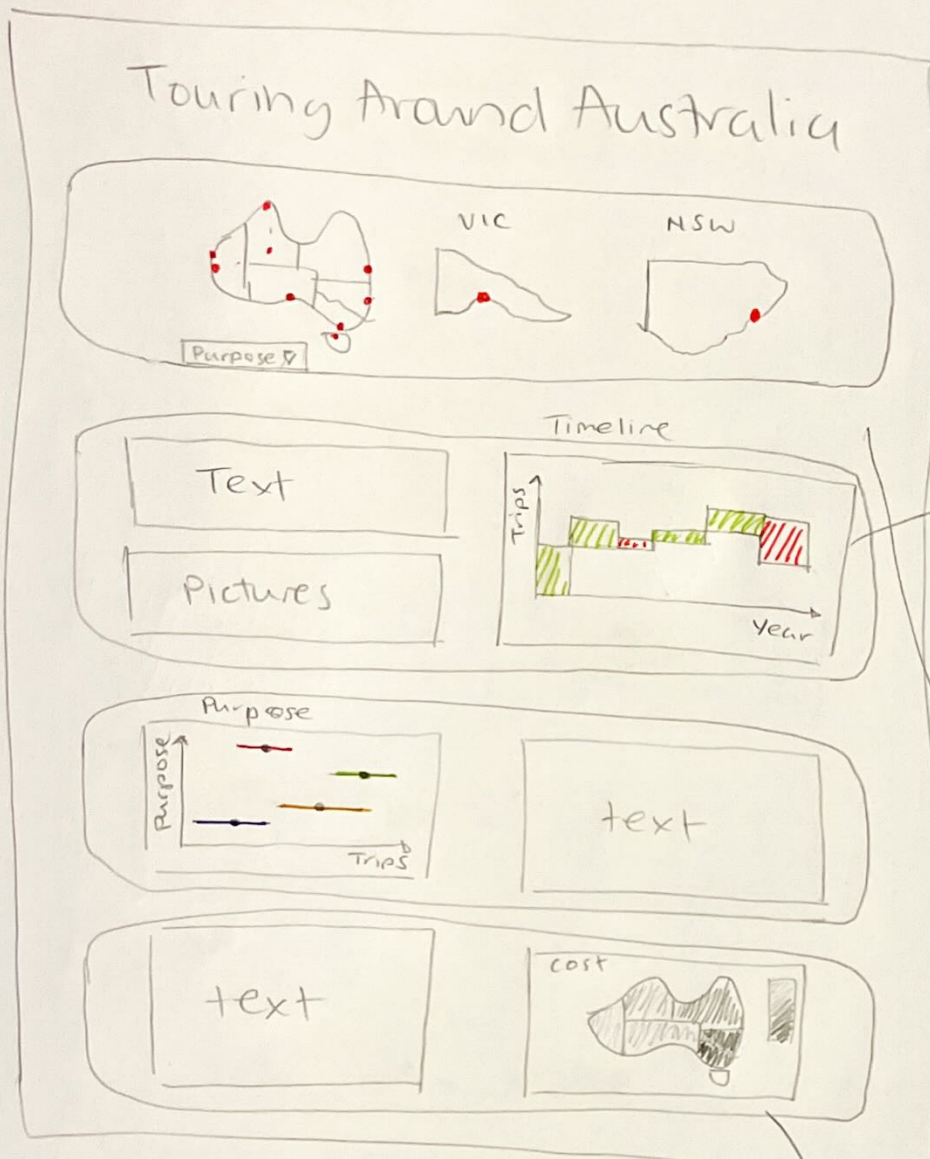 Touring Around Australia
VIC
NSW
Purpose
Timeline
Text
Trips
Pictures
Year
Purpose
Purpose
text
Trips
text
cost